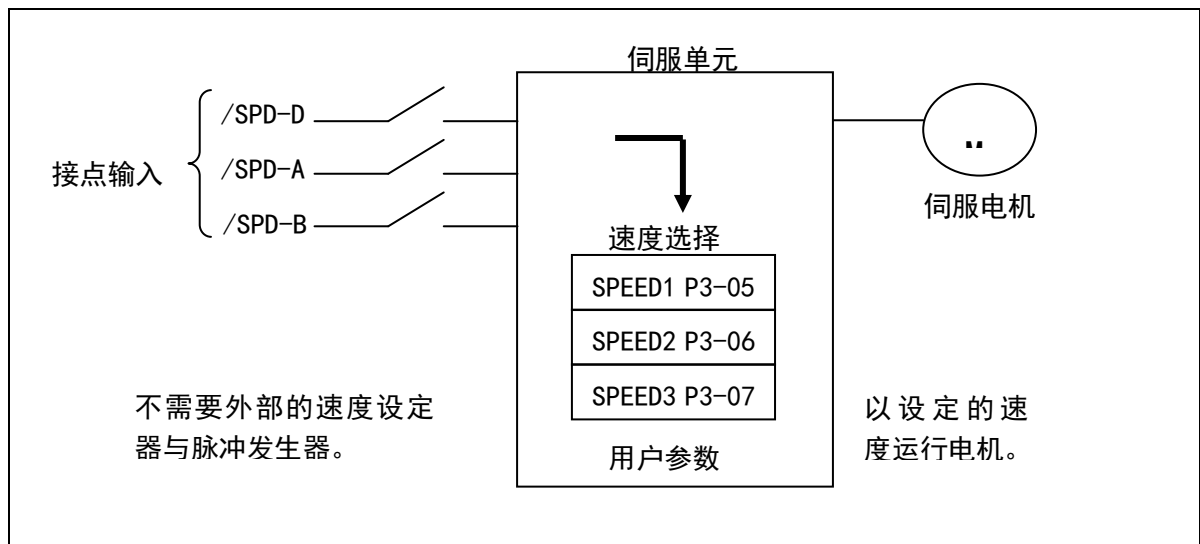 伺服单元
接点输入
/SPD-D
/SPD-A
/SPD-B
速度选择
SPEED1 P3-05
SPEED2 P3-06
SPEED3 P3-07
用户参数
伺服电机
不需要外部的速度设定
器与脉冲发生器。
以设定的速
度运行电机。